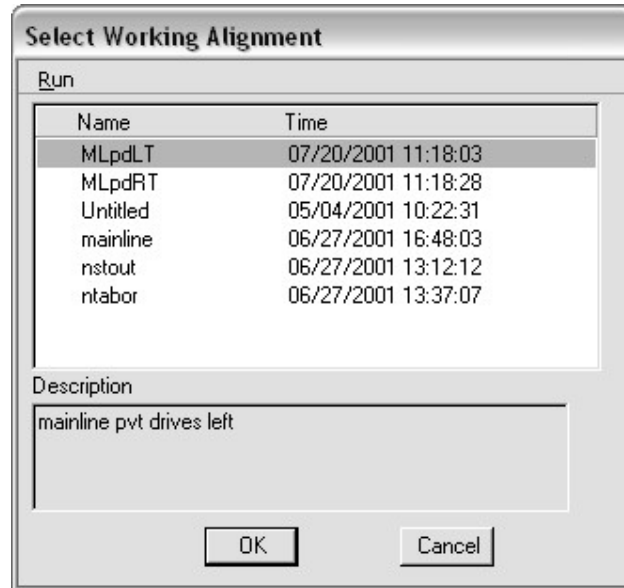 Select Working Alignment
Run
Name Time
MLpdLT 07/20/2001 11:18:03
MLpdRT 07/20/2001 11:18:28
Untitled 05/04/2001 10:22:31
mainline 06/27/2001 16:48:03
nstout 06/27/2001 13:12:12
ntabor 06/27/2001 13:37:07
Description
mainline pvt drives left
OK Cancel